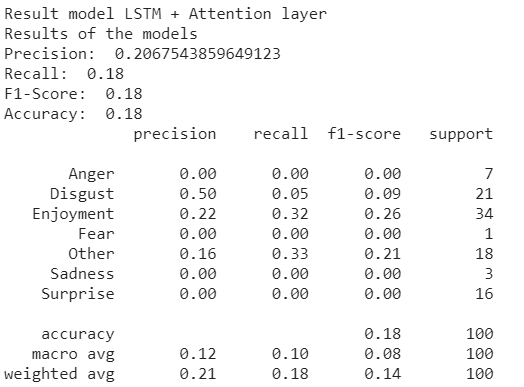 Result model LSTM + Attention layer
Results of the models
Precision:  0.2067543859649123
Recall:  0.18
F1-Score:  0.18
Accuracy:  0.18
precision    recall  f1-score   support
Anger       0.00      0.00      0.00         7
Disgust       0.50      0.05      0.09        21
Enjoyment       0.22      0.32      0.26        34
Fear       0.00      0.00      0.00         1
Other       0.16      0.33      0.21        18
Sadness       0.00      0.00      0.00         3
Surprise       0.00      0.00      0.00        16
accuracy                           0.18       100
macro avg       0.12      0.10      0.08       100
weighted avg       0.21      0.18      0.14       100